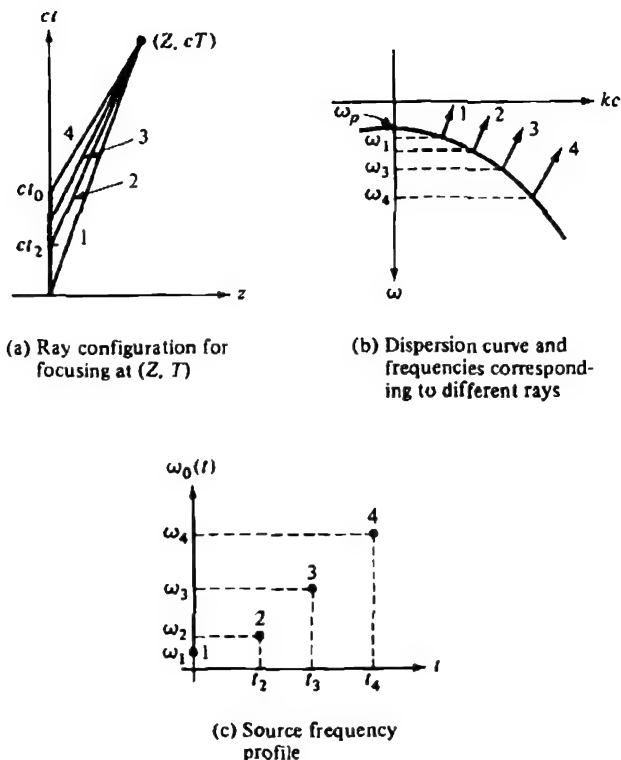 ct
(Z, cT)
4
3
2
ct₀
ct₂
1
z
(a) Ray configuration for
focusing at (Z, T)
kc
ωₚ
1
2
3
4
ω₁
ω₃
ω₄
ω
(b) Dispersion curve and
frequencies correspond-
ing to different rays
ω₀(t)
ω₄
4
ω₃
3
ω₂
2
ω₁
1
t₂
t₃
t₄
t
(c) Source frequency
profile